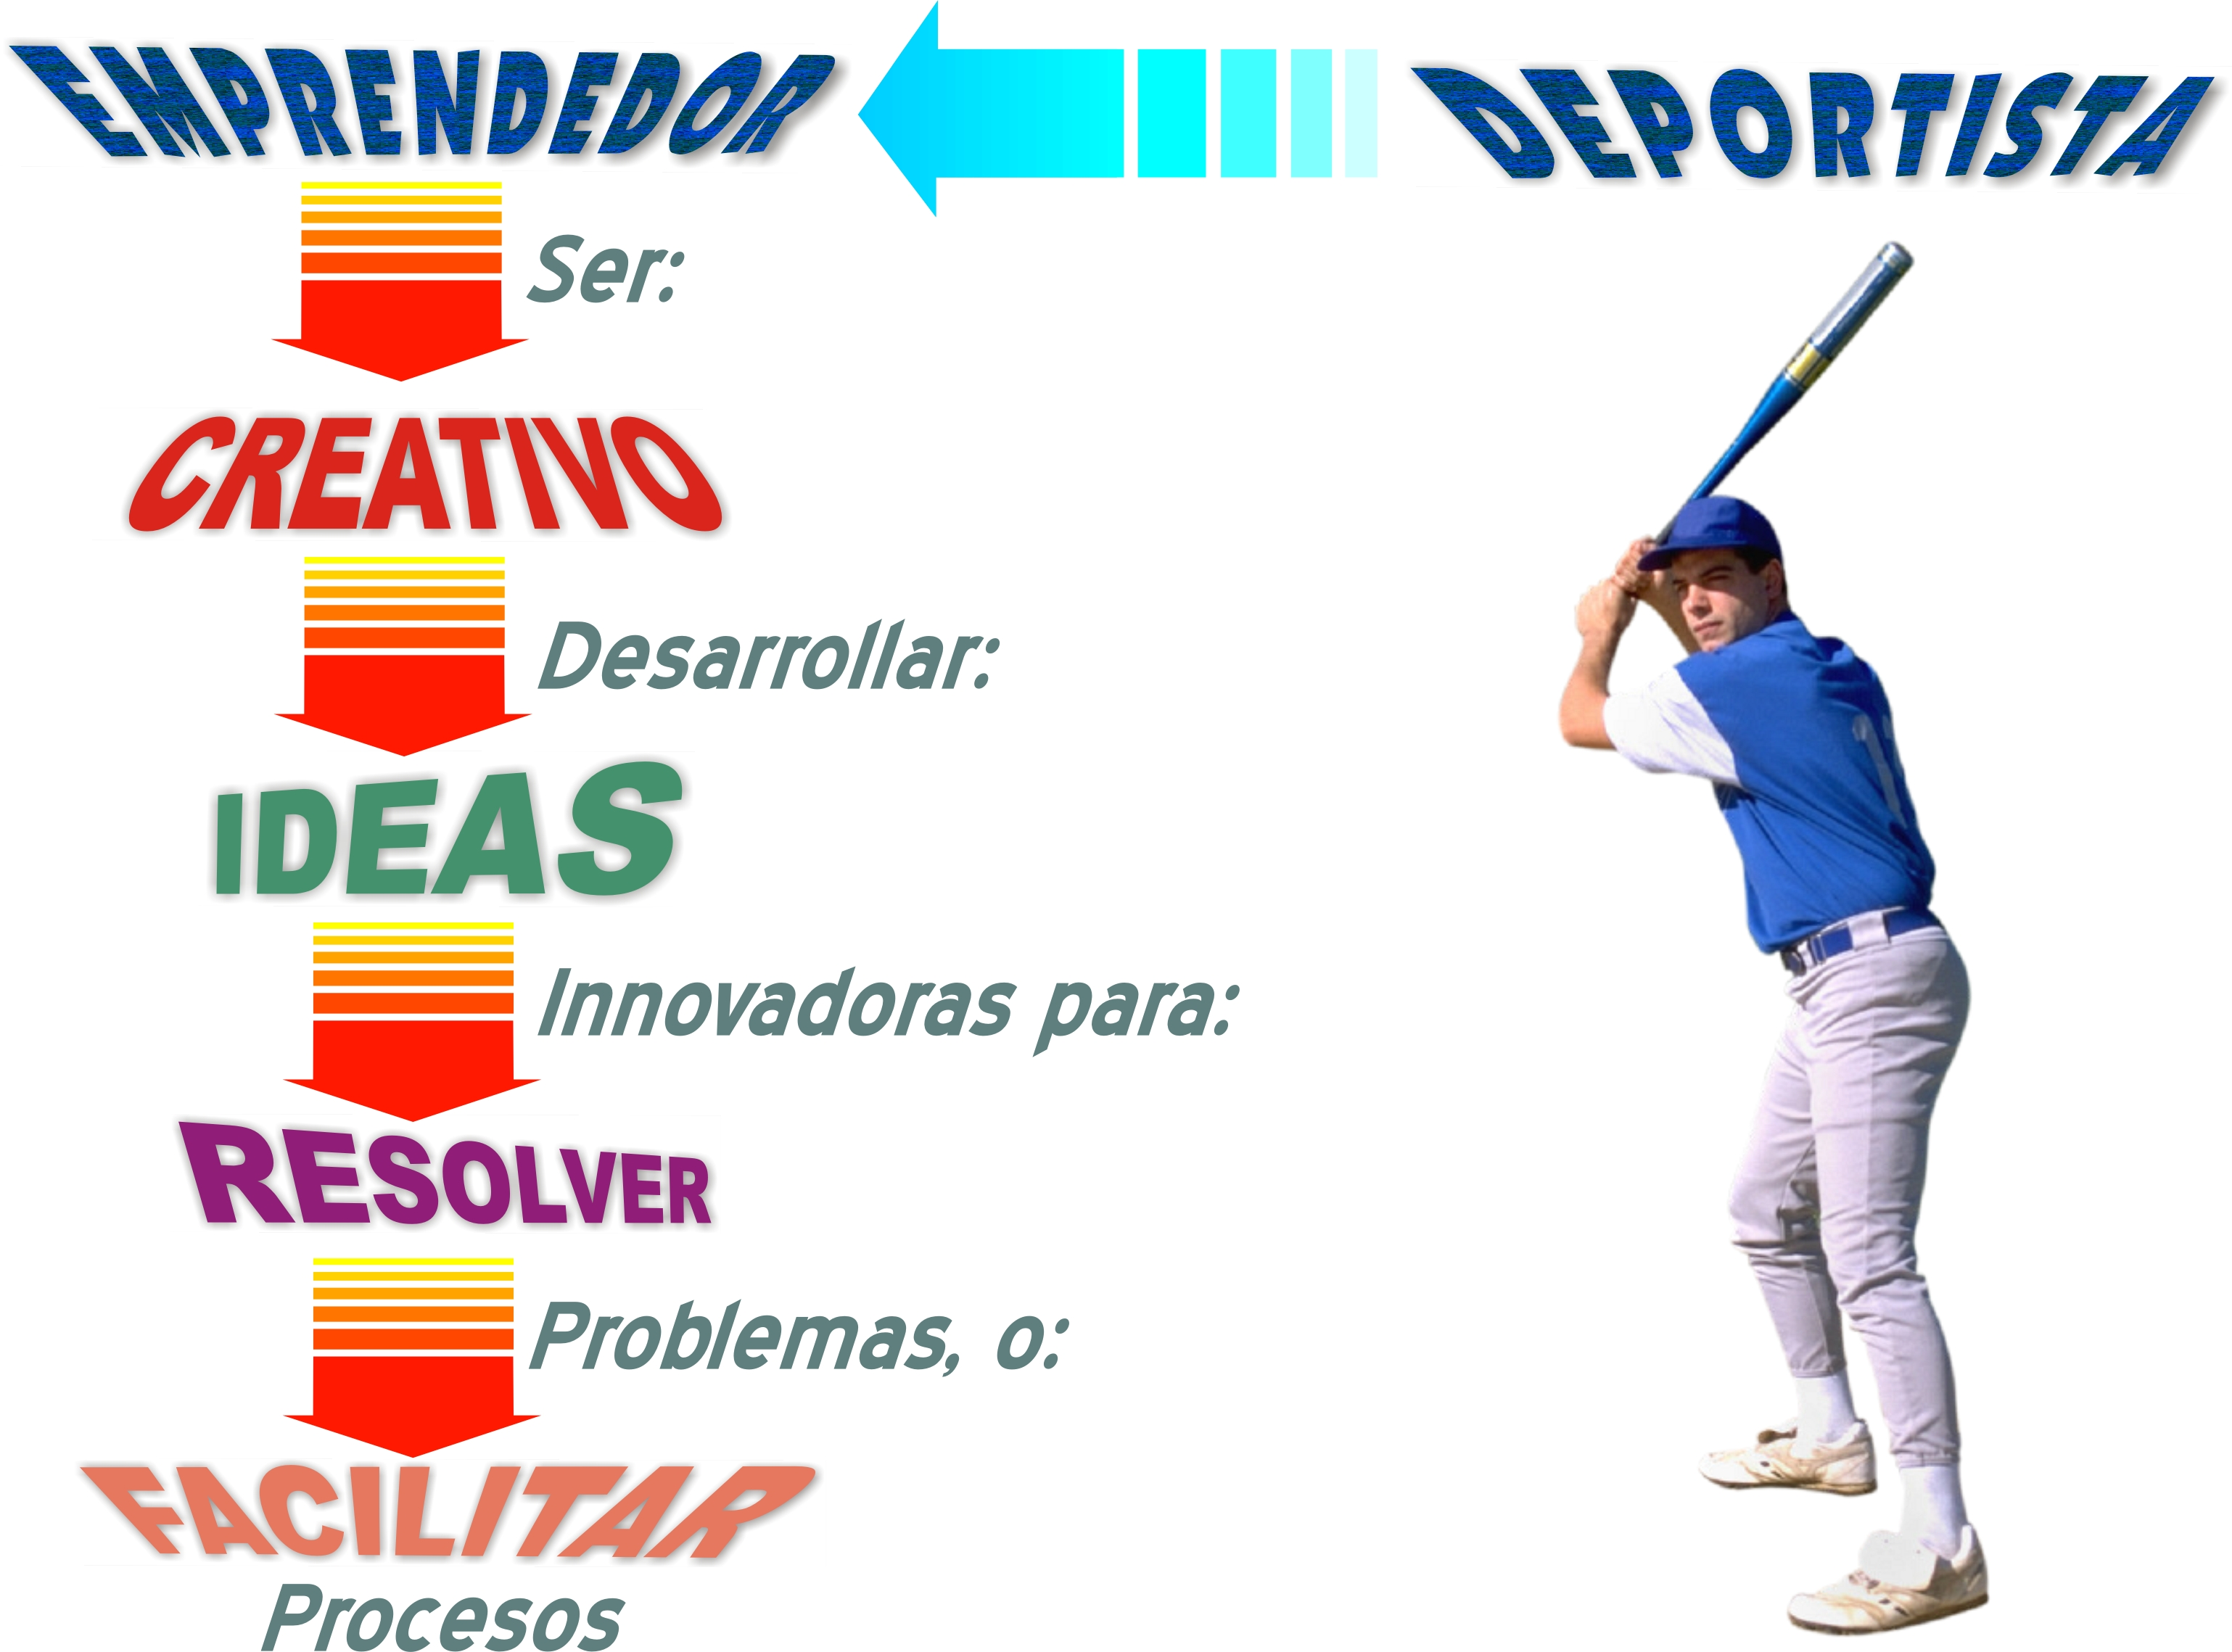 EMPRENDEDOR
DEPORTISTA
Ser:
CREATIVO
Desarrollar:
IDEAS
Innovadoras para:
RESOLVER
Problemas, o:
FACILITAR
Procesos